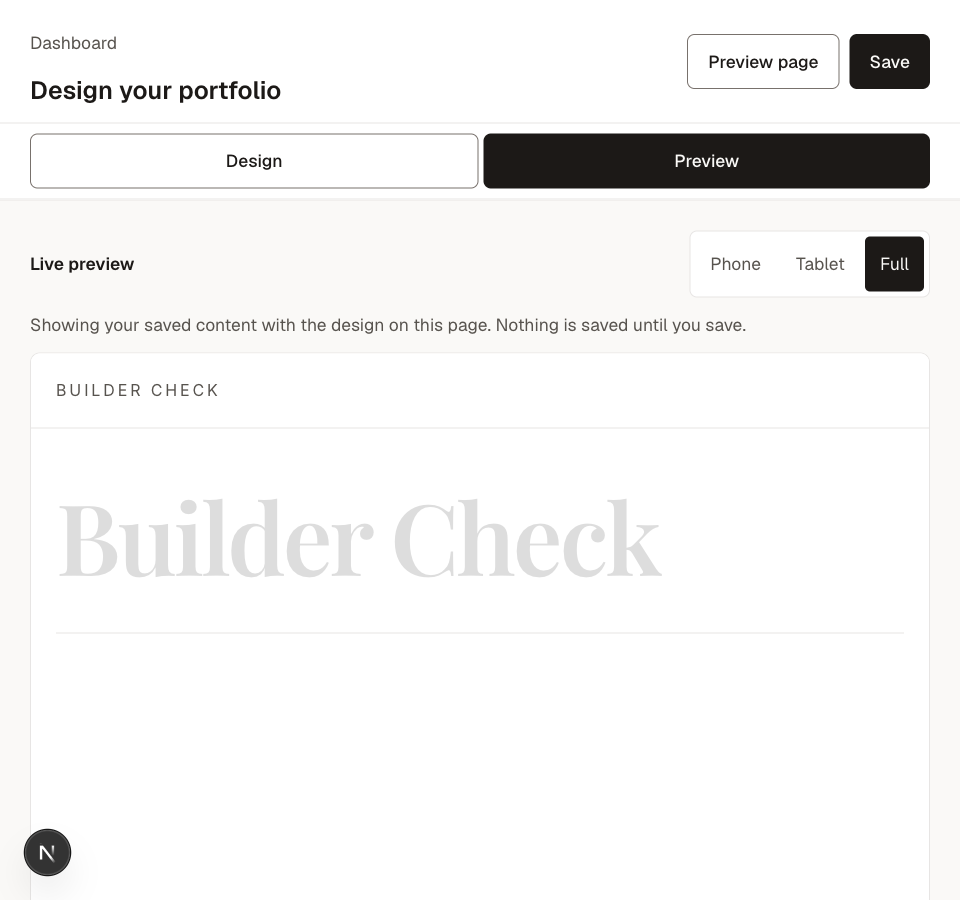 Dashboard
Design your portfolio
Preview page
Save
Design
Preview
Live preview
Phone
Tablet
Full
Showing your saved content with the design on this page. Nothing is saved until you save.
BUILDER CHECK
Builder Check
N